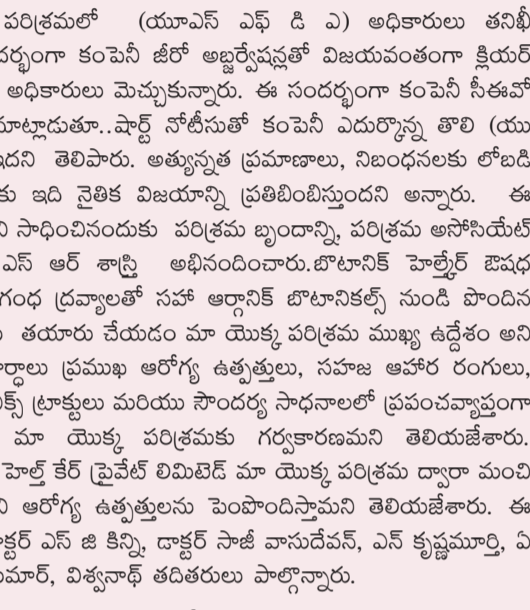 పరిశ్రమలో (యూఎస్ ఎఫ్ డి ఎ) అధికారులు తనిఖీ
దర్భంగా కంపెనీ జీరో అబ్జర్వేషన్లతో విజయవంతంగా క్లియర్
అధికారులు మెచ్చుకున్నారు. ఈ సందర్భంగా కంపెనీ సీఈవో
మాట్లాడుతూ..షార్ట్ నోటీసుతో కంపెనీ ఎదుర్కొన్న తొలి (యు
ఇదని తెలిపారు. అత్యున్నత ప్రమాణాలు, నిబంధనలకు లోబడి
కు ఇది నైతిక విజయాన్ని ప్రతిబింబిస్తుందని అన్నారు. ఈ
ని సాధించినందుకు పరిశ్రమ బృందాన్ని, పరిశ్రమ అసోసియేట్
ఎస్ ఆర్ శాస్త్రి అభినందించారు.బొటానిక్ హెల్త్కేర్ ఔషధ
గంధ ద్రవ్యాలతో సహా ఆర్గానిక్ బొటానికల్స్ నుండి పొందిన
తయారు చేయడం మా యొక్క పరిశ్రమ ముఖ్య ఉద్దేశం అని
ర్థాలు ప్రముఖ ఆరోగ్య ఉత్పత్తులు, సహజ ఆహార రంగులు,
క్స్ ట్రాక్టులు మరియు సౌందర్య సాధనాలలో ప్రపంచవ్యాప్తంగా
మా యొక్క పరిశ్రమకు గర్వకారణమని తెలియజేశారు.
హెల్త్ కేర్ ప్రైవేట్ లిమిటెడ్ మా యొక్క పరిశ్రమ ద్వారా మంచి
ని ఆరోగ్య ఉత్పత్తులను పెంపొందిస్తామని తెలియజేశారు. ఈ
క్టర్ ఎస్ జి కిన్ని, డాక్టర్ సాజీ వాసుదేవన్, ఎన్ కృష్ణమూర్తి, ఏ
మార్, విశ్వనాథ్ తదితరులు పాల్గొన్నారు.